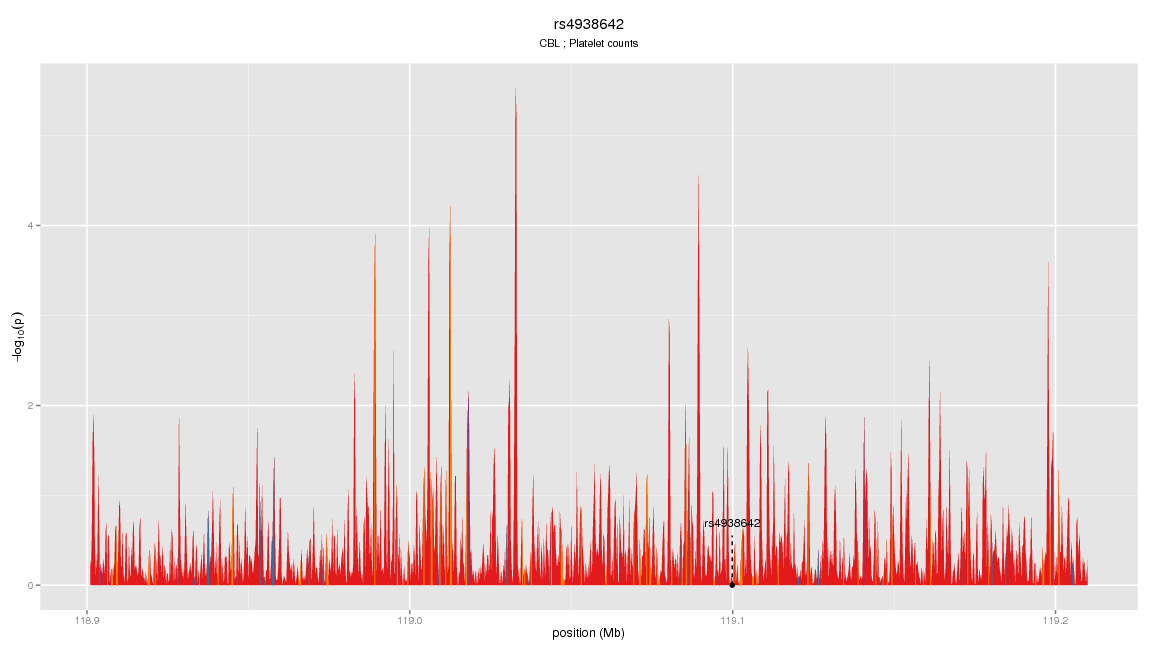 rs4938642
CBL ; Platelet counts
−log10(p)
4
2
0
rs4938642
118.9
119.0
119.1
119.2
position (Mb)